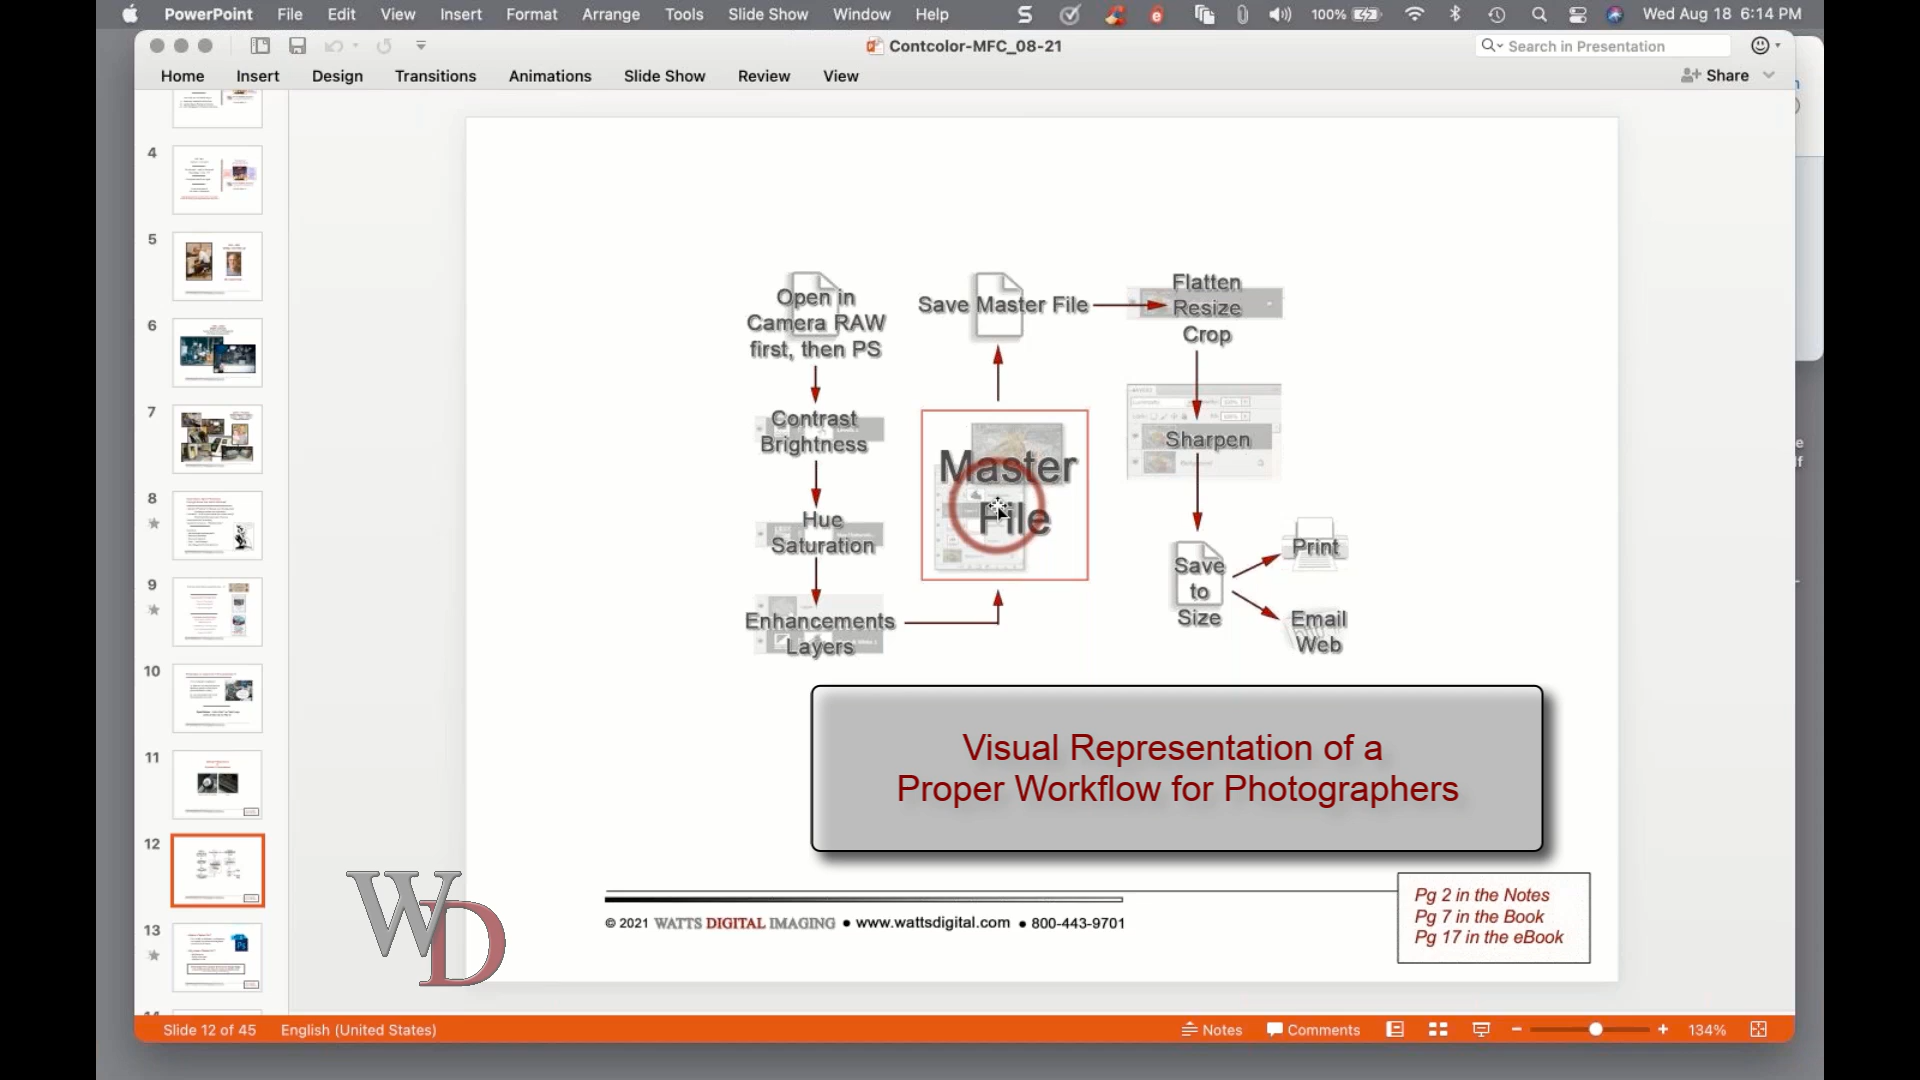 PowerPoint File Edit View Insert Format Arrange Tools Slide Show Window Help 100% Wed Aug 18 6:14 PM
Contcolor-MFC_08-21
Search in Presentation
Home Insert Design Transitions Animations Slide Show Review View Share
4
5
6
7
8
9
10
11
12
13
Open in
Camera RAW
first, then PS
Contrast
Brightness
Hue
Saturation
Enhancements
Layers
Save Master File
Master
File
Flatten
Resize
Crop
Sharpen
Save
to
Size
Print
Email
Web
Visual Representation of a
Proper Workflow for Photographers
WD
© 2021 WATTS DIGITAL IMAGING • www.wattsdigital.com • 800-443-9701
Pg 2 in the Notes
Pg 7 in the Book
Pg 17 in the eBook
Slide 12 of 45 English (United States) Notes Comments 134%